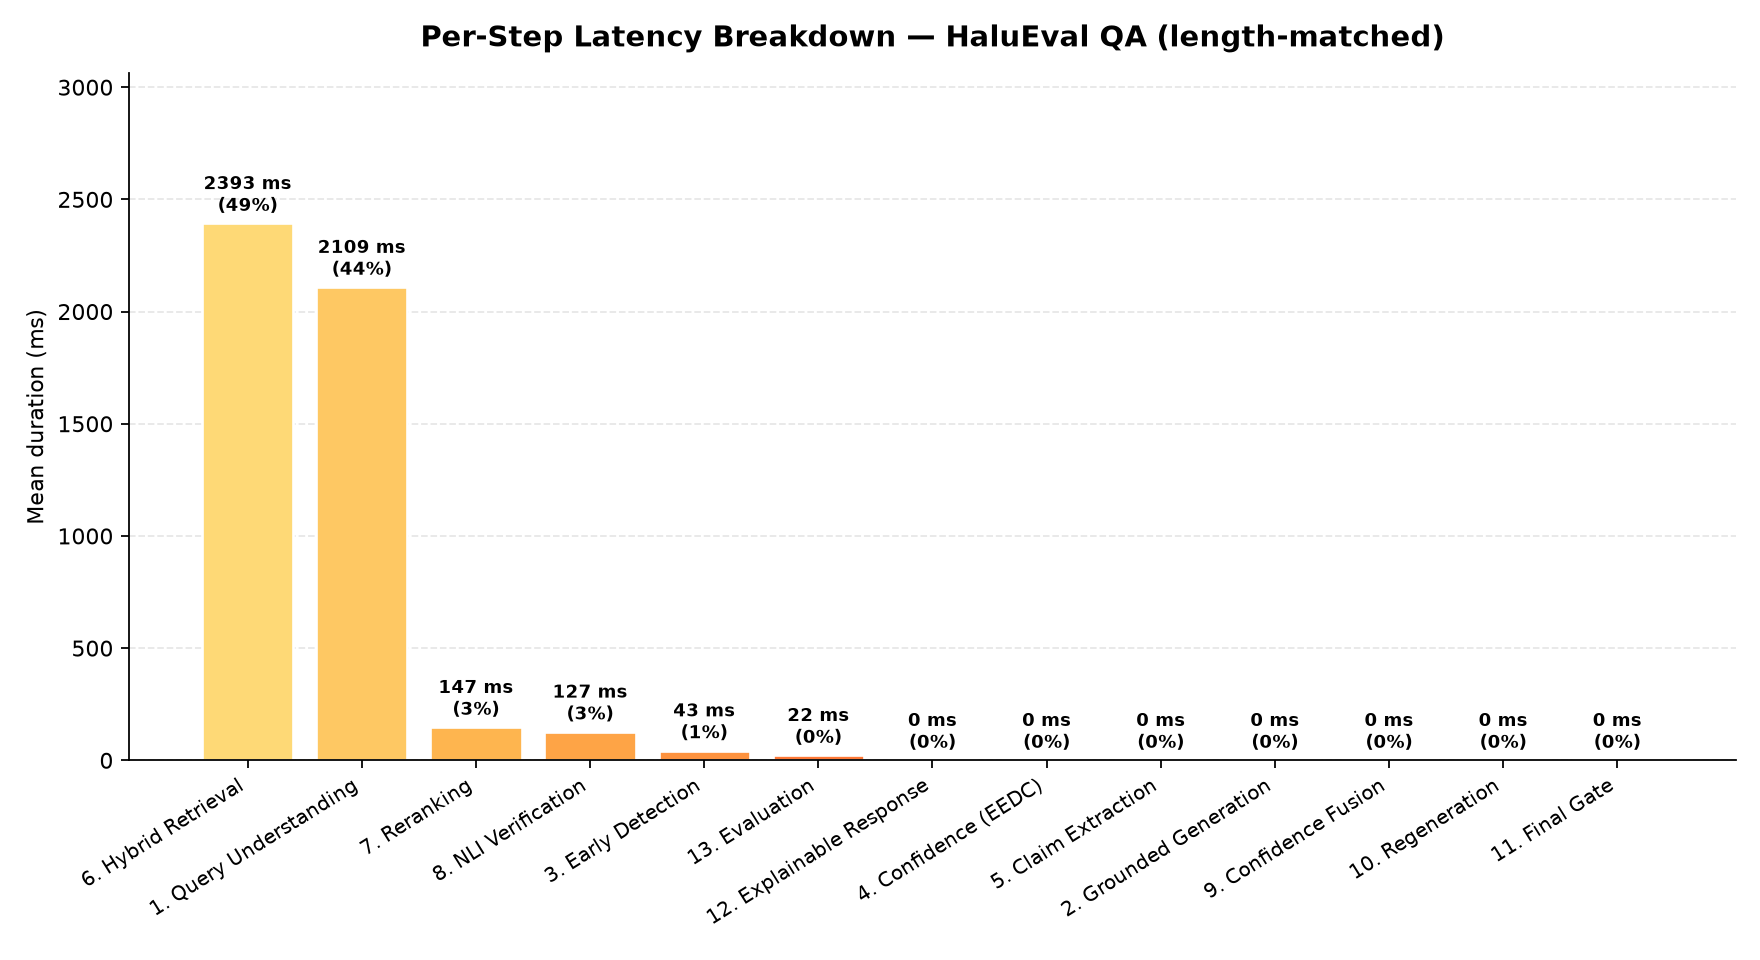 Per-Step Latency Breakdown — HaluEval QA (length-matched)
Mean duration (ms)
3000
2500
2000
1500
1000
500
0
2393 ms
(49%)
2109 ms
(44%)
147 ms
(3%)
127 ms
(3%)
43 ms
(1%)
22 ms
(0%)
0 ms
(0%)
0 ms
(0%)
0 ms
(0%)
0 ms
(0%)
0 ms
(0%)
0 ms
(0%)
0 ms
(0%)
6. Hybrid Retrieval
1. Query Understanding
7. Reranking
8. NLI Verification
3. Early Detection
13. Evaluation
12. Explainable Response
4. Confidence (EEDC)
5. Claim Extraction
2. Grounded Generation
9. Confidence Fusion
10. Regeneration
11. Final Gate